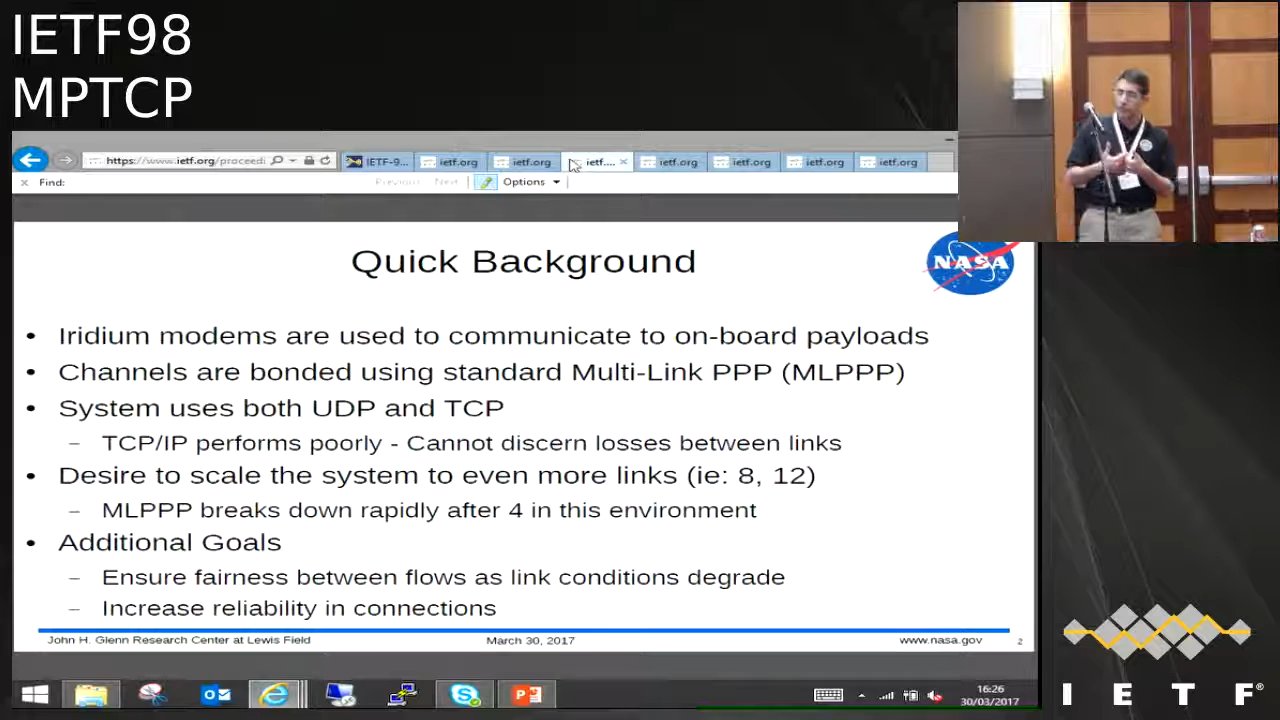 IETF98
MPTCP
https://www.ietf.org/proceedi
IETF-9...
ietf.org
ietf.org
ietf....
ietf.org
ietf.org
ietf.org
ietf.org
Find:
Previous Next
Options
Quick Background
NASA
• Iridium modems are used to communicate to on-board payloads
• Channels are bonded using standard Multi-Link PPP (MLPPP)
• System uses both UDP and TCP
– TCP/IP performs poorly - Cannot discern losses between links
• Desire to scale the system to even more links (ie: 8, 12)
– MLPPP breaks down rapidly after 4 in this environment
• Additional Goals
– Ensure fairness between flows as link conditions degrade
– Increase reliability in connections
John H. Glenn Research Center at Lewis Field
March 30, 2017
www.nasa.gov
2
16:26
30/03/2017
I E T F®